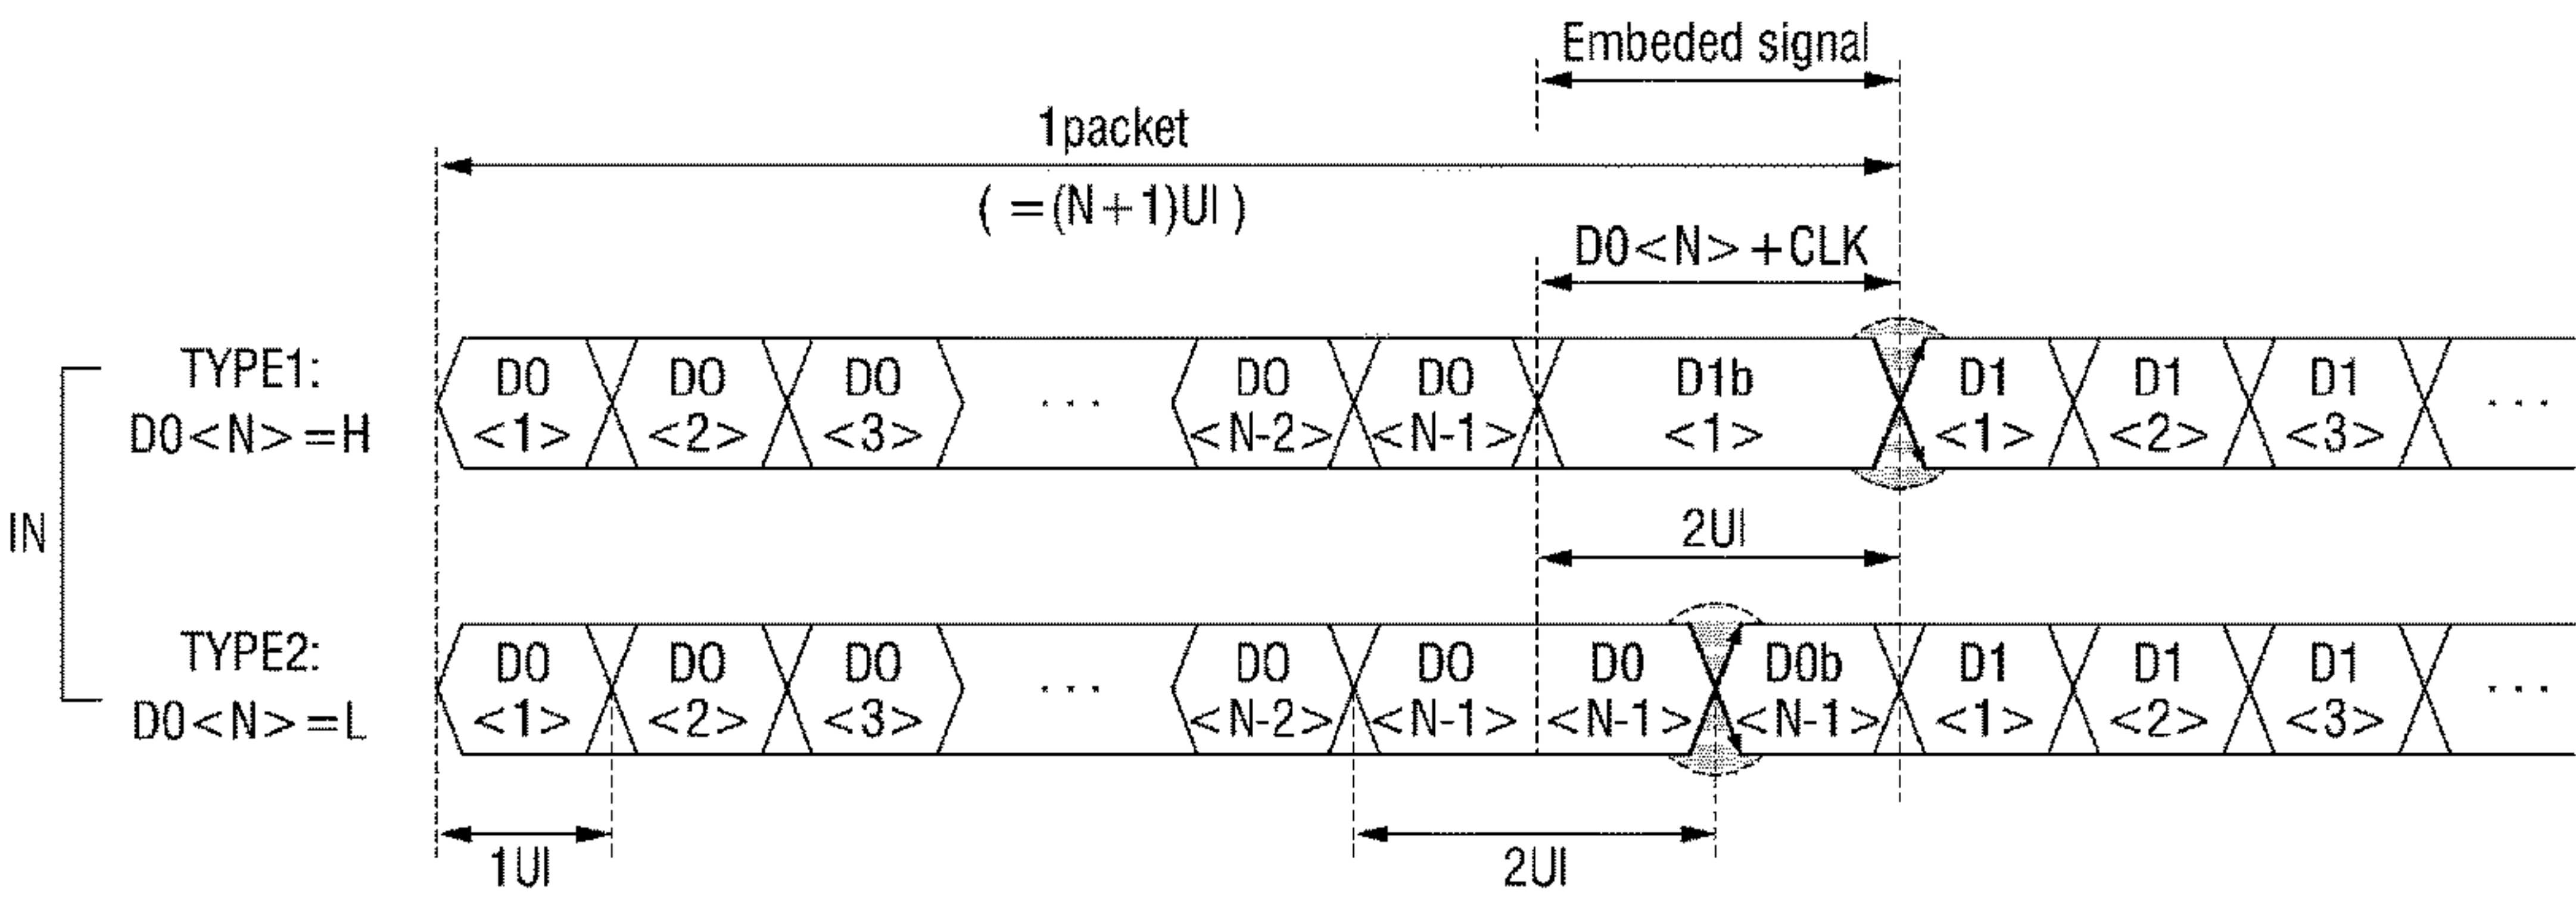 Embeded signal
1packet
( =(N+1)UI )
D0<N>+CLK
TYPE1:
D0<N>=H
D0 D0 D0 ... D0 D0 D1b D1 D1 D1 ...
<1> <2> <3> <N-2> <N-1> <1> <1> <2> <3>
IN
2UI
TYPE2:
D0<N>=L
D0 D0 D0 ... D0 D0 D0 D0b D1 D1 D1 ...
<1> <2> <3> <N-2> <N-1> <N-1> <N-1> <1> <2> <3>
1UI
2UI